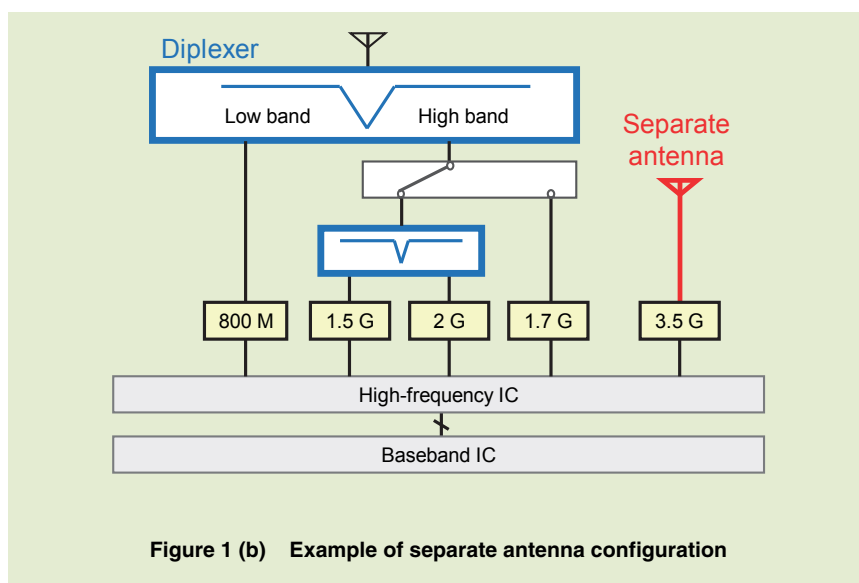 Diplexer
Low band
High band
Separate
antenna
800 M
1.5 G
2 G
1.7 G
3.5 G
High-frequency IC
Baseband IC
Figure 1 (b) Example of separate antenna configuration